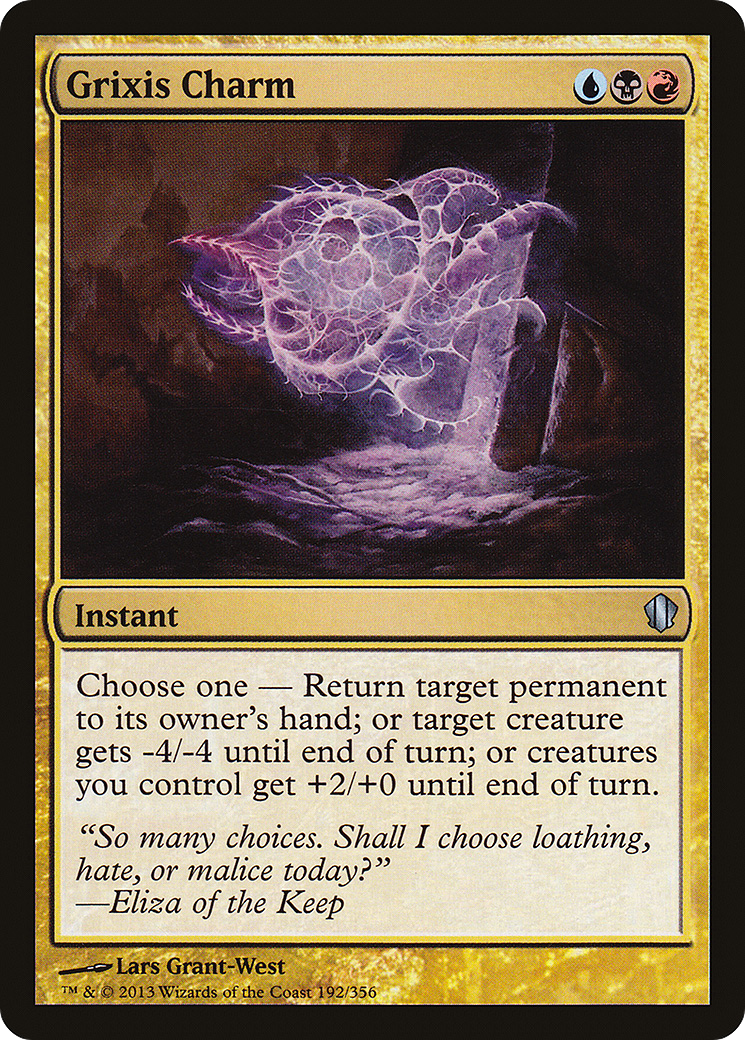 Grixis Charm
Instant
Choose one — Return target permanent
to its owner's hand; or target creature
gets -4/-4 until end of turn; or creatures
you control get +2/+0 until end of turn.
“So many choices. Shall I choose loathing,
hate, or malice today?”
—Eliza of the Keep
Lars Grant-West
™ & © 2013 Wizards of the Coast 192/356